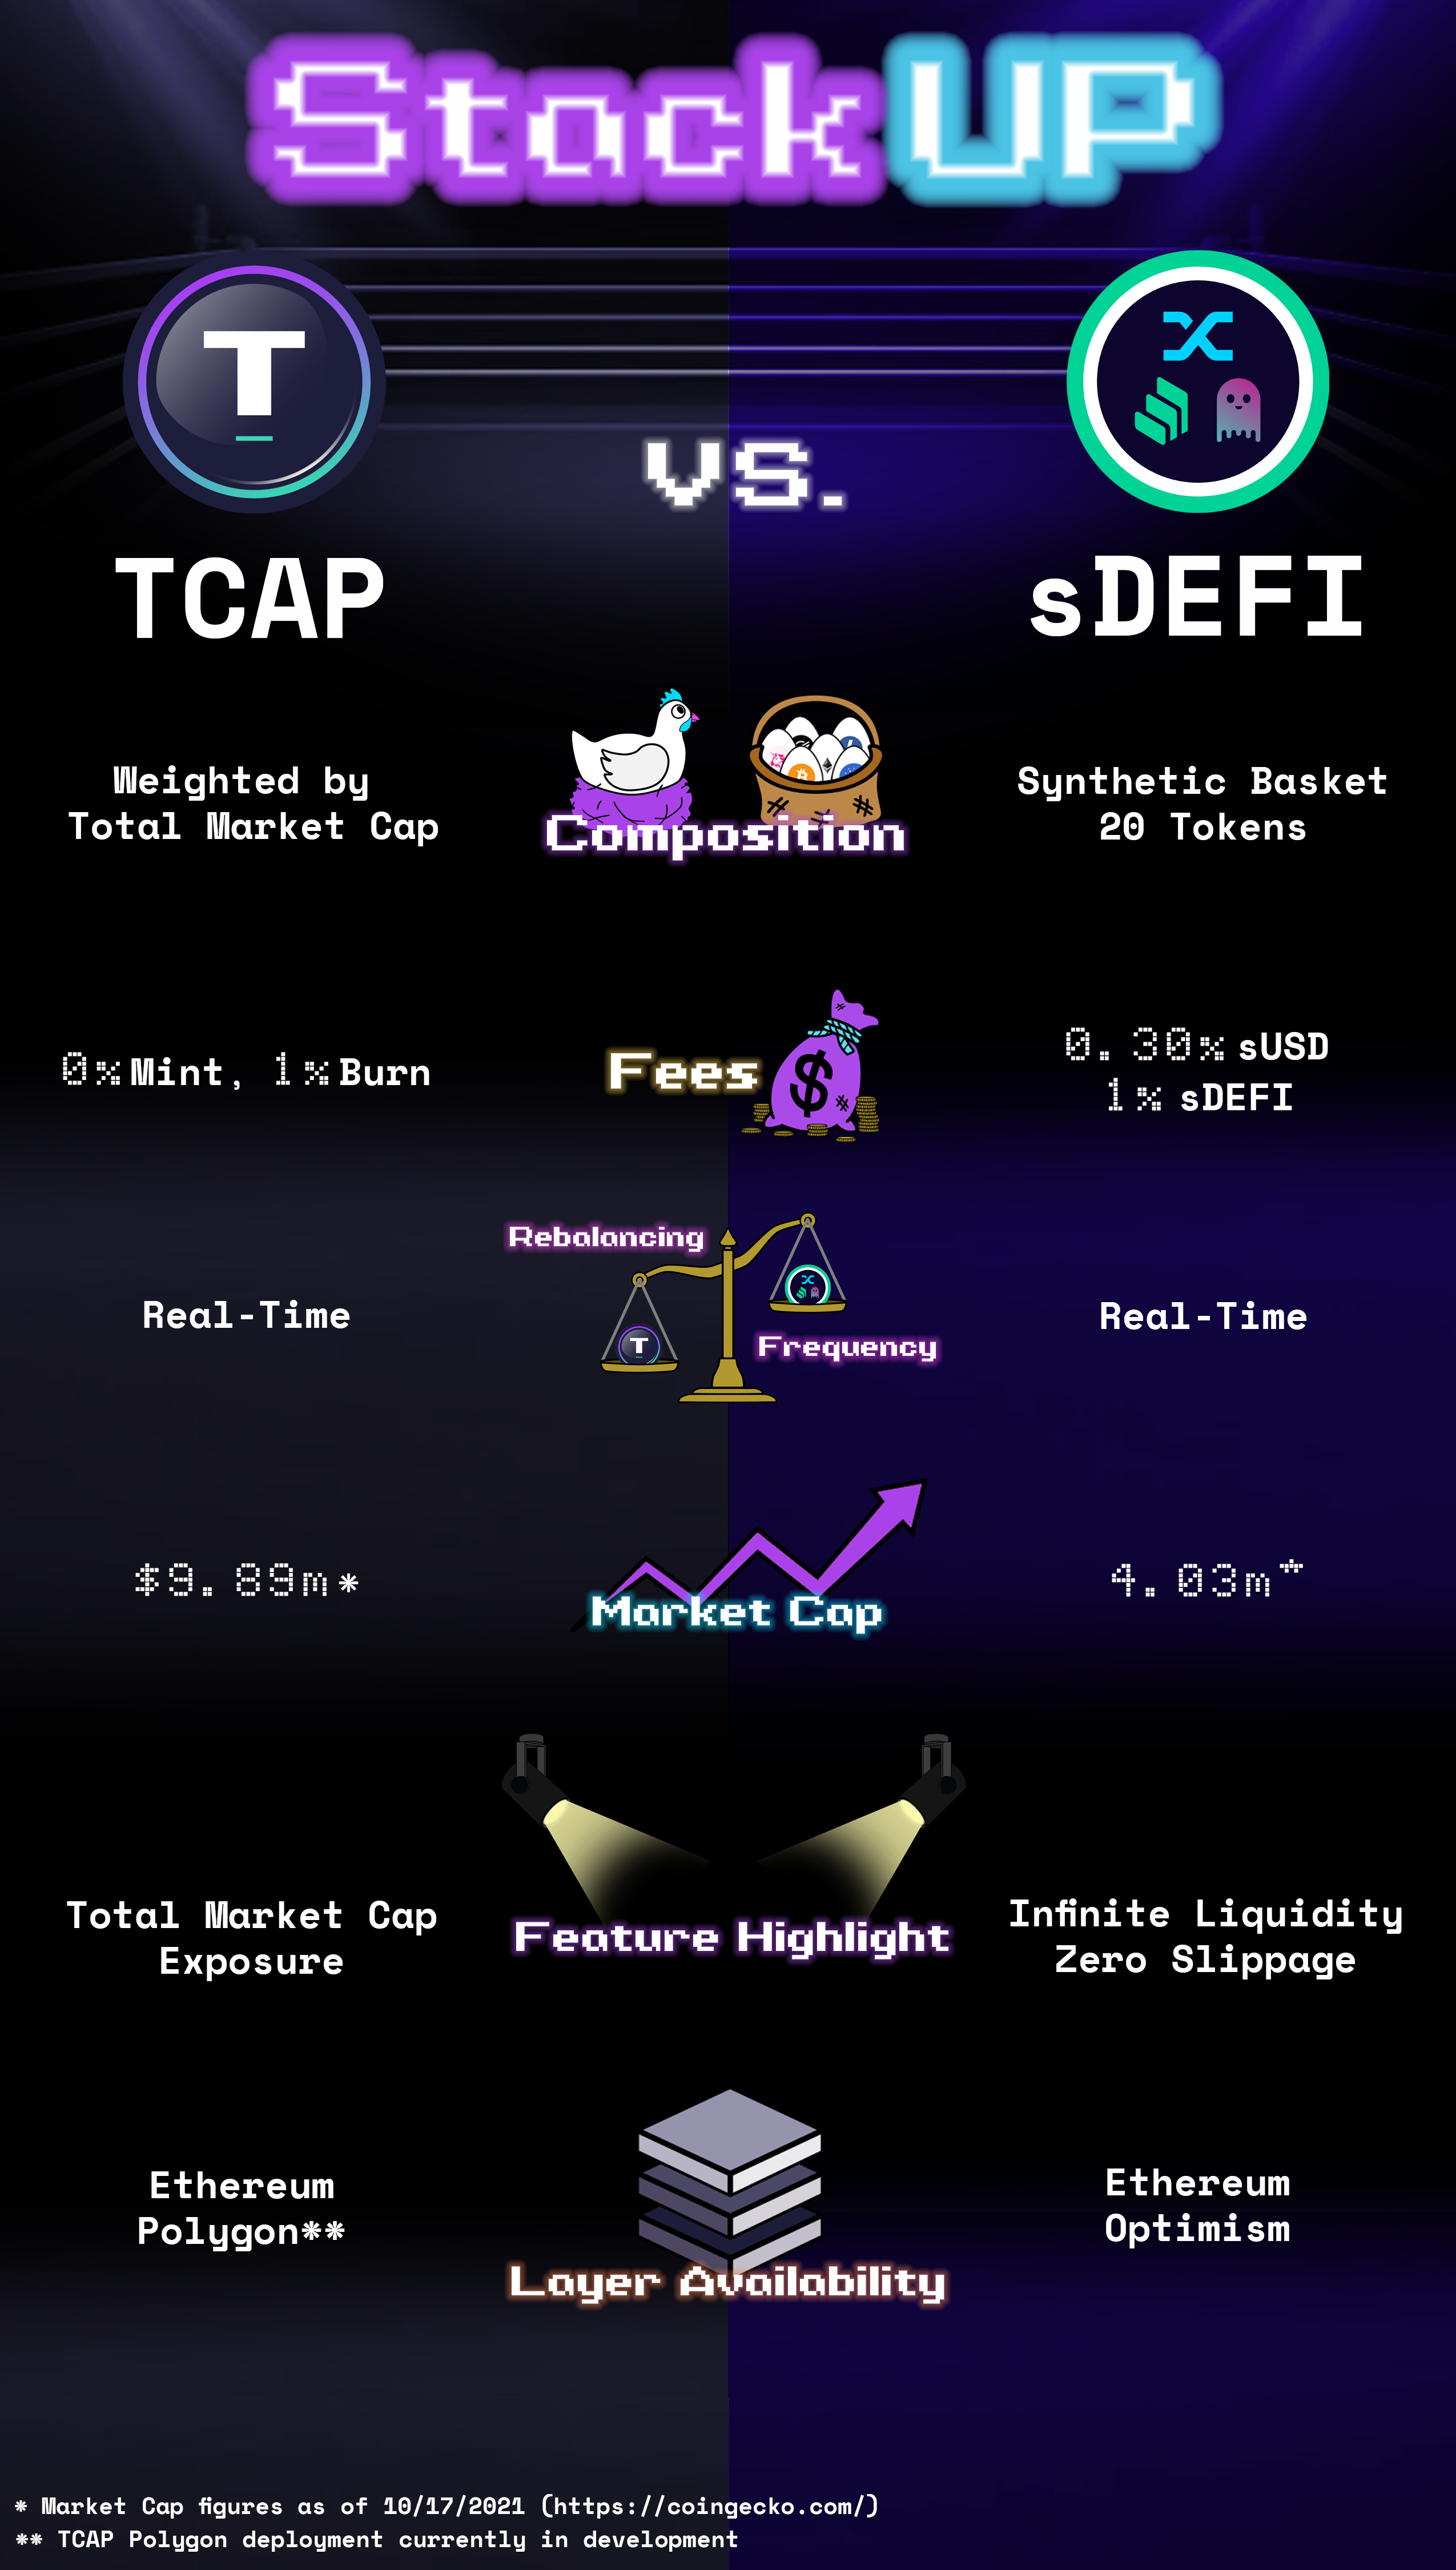 StackUP
T
VS.
TCAP
sDEFI
Weighted by
Total Market Cap
Composition
Synthetic Basket
20 Tokens
0% Mint, 1% Burn
Fees
$
0.30% sUSD
1% sDEFI
Rebalancing
Frequency
T
Real-Time
Real-Time
$9.89m*
Market Cap
4.03m*
Total Market Cap
Exposure
Feature Highlight
Infinite Liquidity
Zero Slippage
Ethereum
Polygon**
Layer Availability
Ethereum
Optimism
* Market Cap figures as of 10/17/2021 (https://coingecko.com/)
** TCAP Polygon deployment currently in development